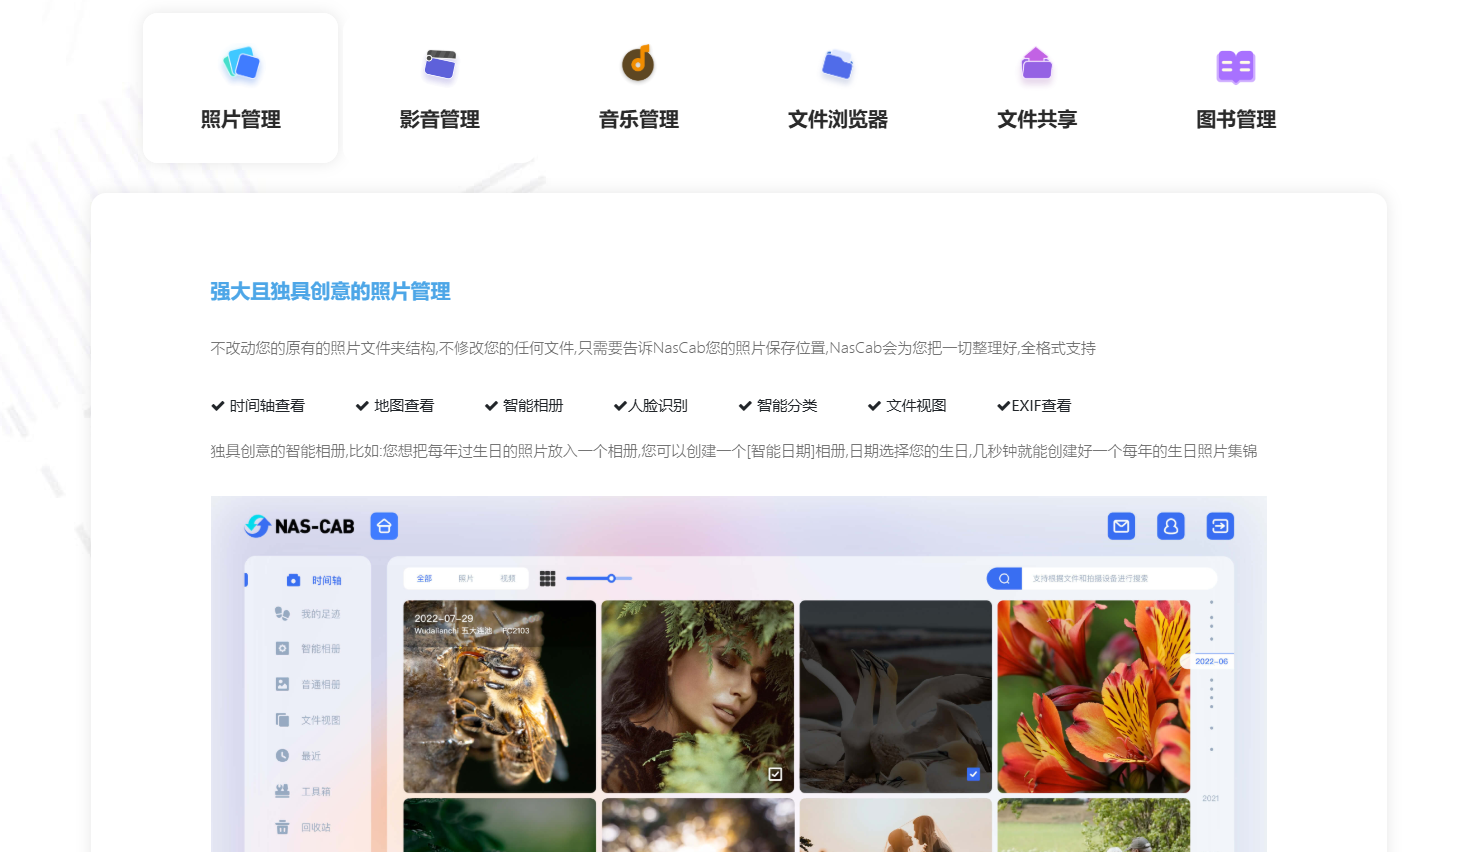 照片管理 影音管理 音乐管理 文件浏览器 文件共享 图书管理
强大且独具创意的照片管理
不改动您的原有的照片文件夹结构,不修改您的任何文件,只需要告诉NasCab您的照片保存位置,NasCab会为您把一切整理好,全格式支持
时间轴查看 地图查看 智能相册 人脸识别 智能分类 文件视图 EXIF查看
独具创意的智能相册,比如:您想把每年过生日的照片放入一个相册,您可以创建一个[智能日期]相册,日期选择您的生日,几秒钟就能创建好一个每年的生日照片集锦
NAS-CAB
时间轴
全部 照片 视频
支持根据文件和拍摄设备进行搜索
我的足迹
智能相册
普通相册
文件视图
最近
工具箱
回收站
2022-07-29
Wudalianchi 五大连池 FC2103
2022-06
2021